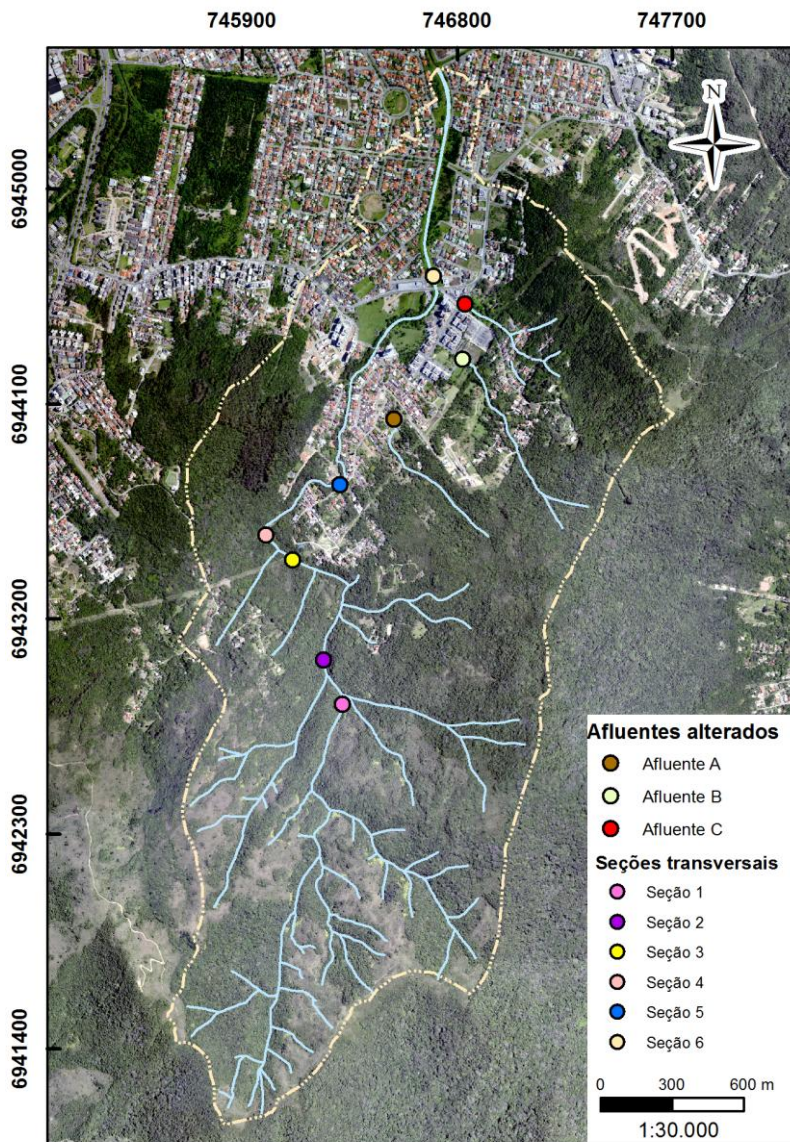 745900 746800 747700
N
6945000
6944100
6943200
6942300
6941400
Afluentes alterados
Afluente A
Afluente B
Afluente C
Seções transversais
Seção 1
Seção 2
Seção 3
Seção 4
Seção 5
Seção 6
0 300 600 m
1:30.000